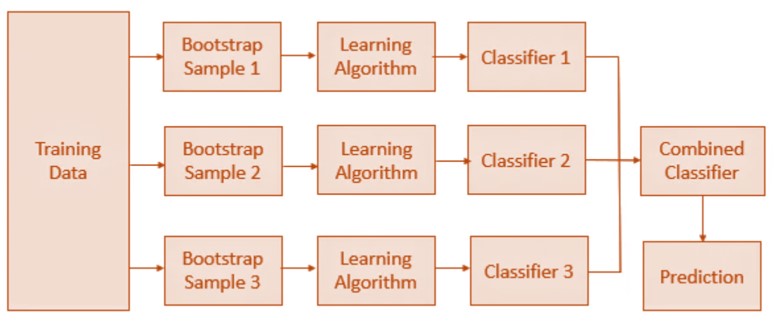 Training
Data
Bootstrap
Sample 1
Learning
Algorithm
Classifier 1
Bootstrap
Sample 2
Learning
Algorithm
Classifier 2
Bootstrap
Sample 3
Learning
Algorithm
Classifier 3
Combined
Classifier
Prediction